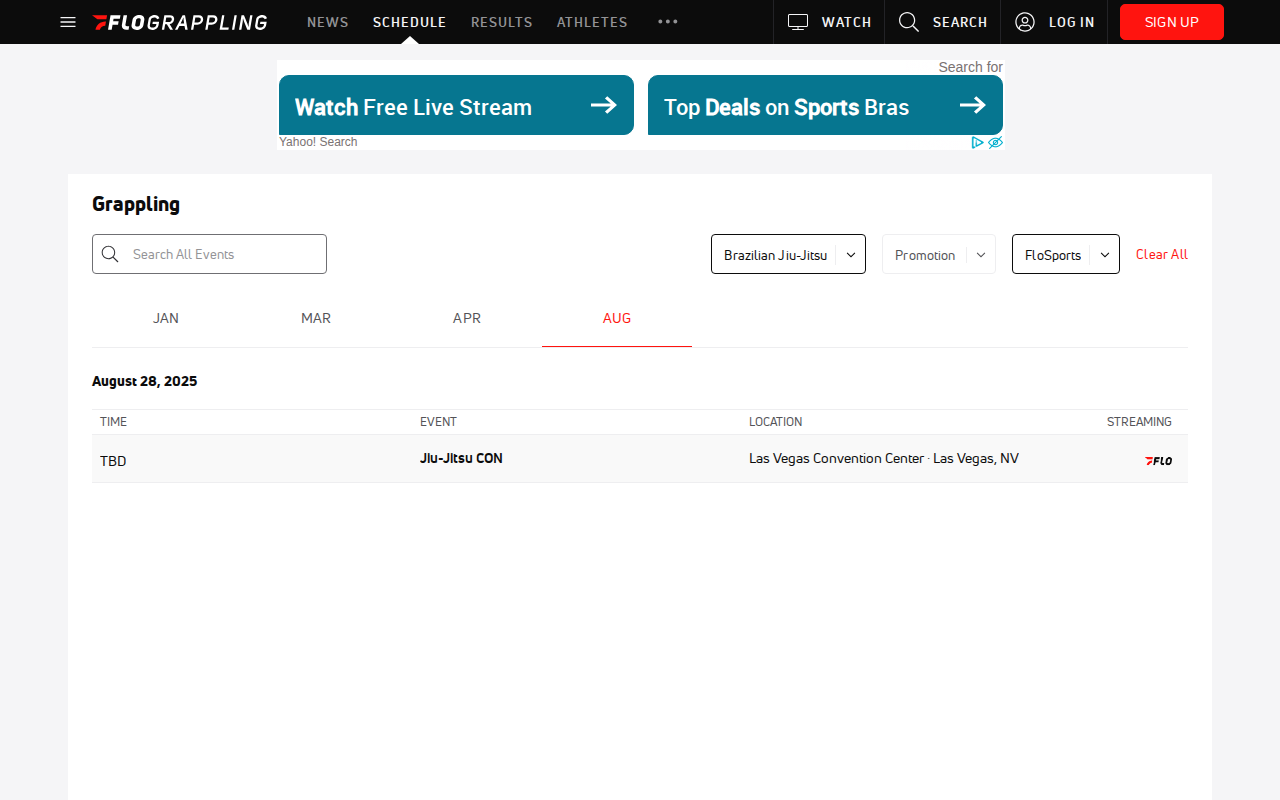 FLOGRAPPLING NEWS SCHEDULE RESULTS ATHLETES ••• WATCH SEARCH LOG IN SIGN UP
Search for
Watch Free Live Stream
Top Deals on Sports Bras
Yahoo! Search
Grappling
Search All Events
Brazilian Jiu-Jitsu
Promotion
FloSports
Clear All
JAN MAR APR AUG
August 28, 2025
TIME EVENT LOCATION STREAMING
TBD Jiu-Jitsu CON Las Vegas Convention Center · Las Vegas, NV FLO